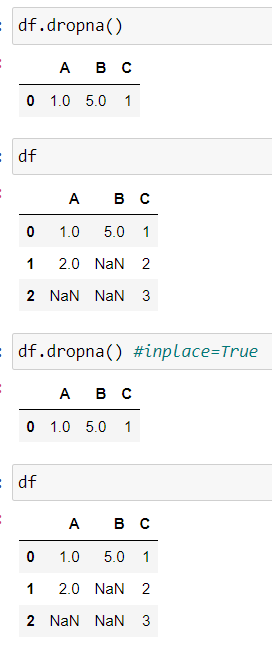 df.dropna()
A B C
0 1.0 5.0 1
df
A B C
0 1.0 5.0 1
1 2.0 NaN 2
2 NaN NaN 3
df.dropna() #inplace=True
A B C
0 1.0 5.0 1
df
A B C
0 1.0 5.0 1
1 2.0 NaN 2
2 NaN NaN 3